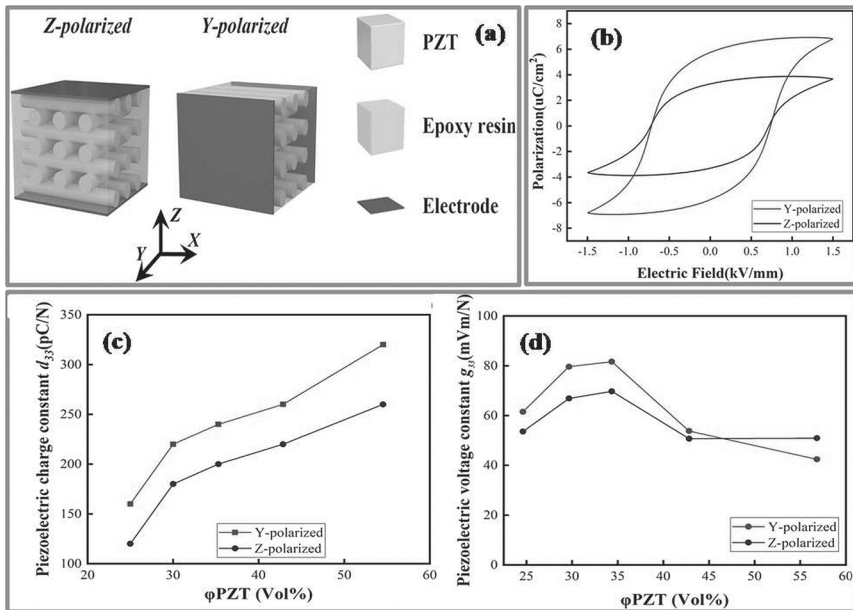 Z-polarized
Y-polarized
(a)
PZT
Epoxy resin
Electrode
Z
Y
X
(b)
Polarization(uC/cm²)
8
6
4
2
0
-2
-4
-6
-8
Y-polarized
Z-polarized
-1.5 -1.0 -0.5 0.0 0.5 1.0 1.5
Electric Field(kV/mm)
(c)
Piezoelectric charge constant d₃₃(pC/N)
350
300
250
200
150
100
Y-polarized
Z-polarized
20 30 40 50 60
φPZT (Vol%)
(d)
Piezoelectric voltage constant g₃₃(mVm/N)
100
80
60
40
20
0
Y-polarized
Z-polarized
25 30 35 40 45 50 55 60
φPZT (Vol%)